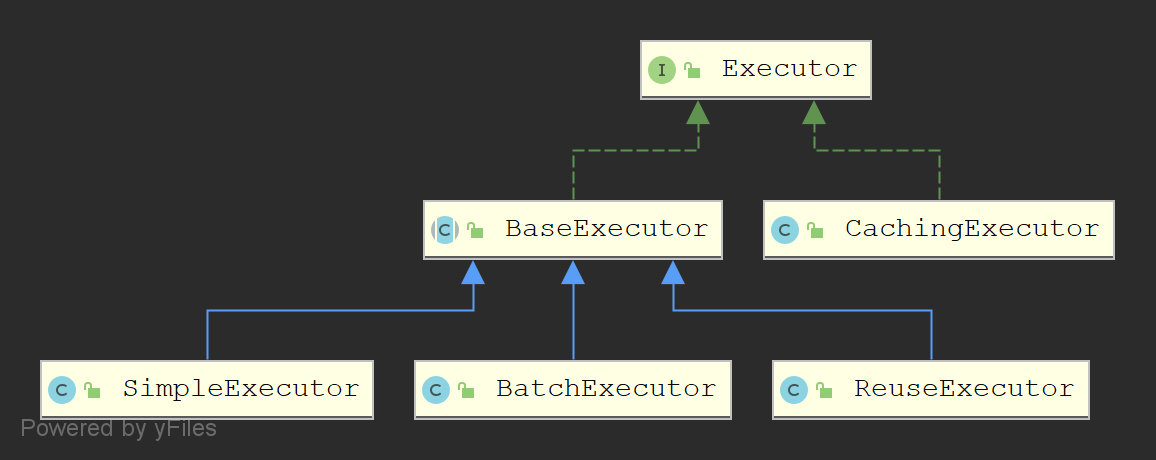 I Executor
C BaseExecutor
C CachingExecutor
C SimpleExecutor
C BatchExecutor
C ReuseExecutor
Powered by yFiles